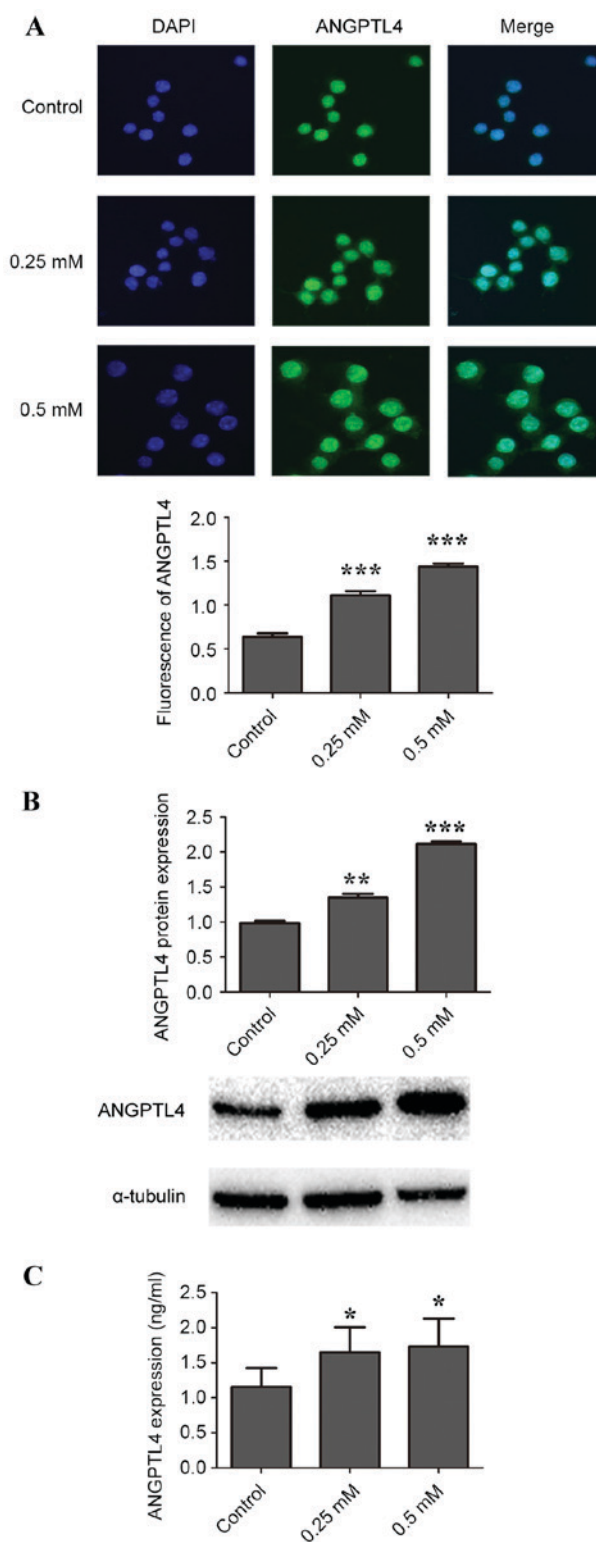 A
DAPI ANGPTL4 Merge
Control
0.25 mM
0.5 mM
Fluorescence of ANGPTL4
2.0
1.5
1.0
0.5
0.0
***
***
Control 0.25 mM 0.5 mM
B
ANGPTL4 protein expression
2.5
2.0
1.5
1.0
0.5
0.0
**
***
Control 0.25 mM 0.5 mM
ANGPTL4
α-tubulin
C
ANGPTL4 expression (ng/ml)
2.5
2.0
1.5
1.0
0.5
0.0
*
*
Control 0.25 mM 0.5 mM